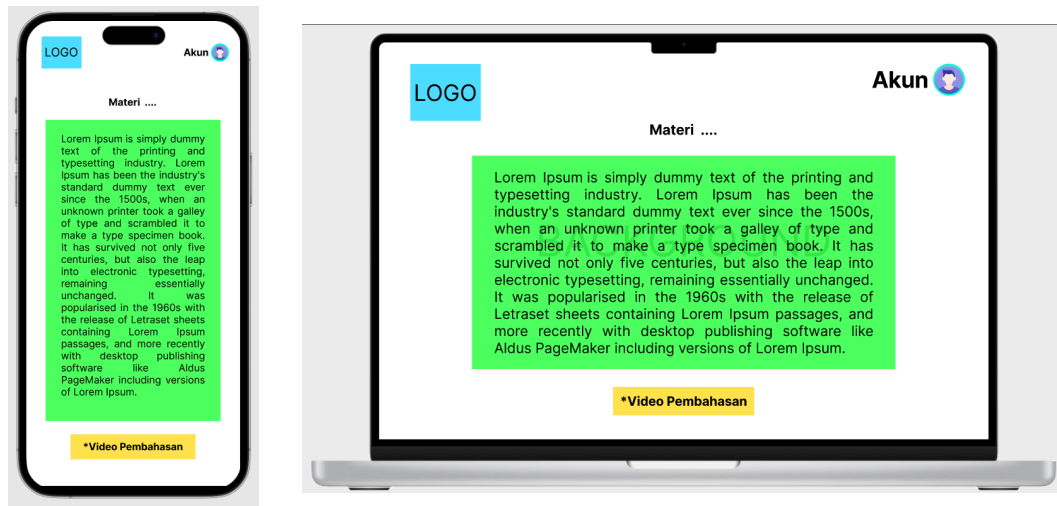 LOGO
Akun
Materi ....
Lorem Ipsum is simply dummy
text of the printing and
typesetting industry. Lorem
Ipsum has been the industry's
standard dummy text ever
since the 1500s, when an
unknown printer took a galley
of type and scrambled it to
make a type specimen book.
It has survived not only five
centuries, but also the leap
into electronic typesetting,
remaining essentially
unchanged. It was
popularised in the 1960s with
the release of Letraset sheets
containing Lorem Ipsum
passages, and more recently
with desktop publishing
software like Aldus
PageMaker including versions
of Lorem Ipsum.
*Video Pembahasan
LOGO
Akun
Materi ....
Lorem Ipsum is simply dummy text of the printing and
typesetting industry. Lorem Ipsum has been the
industry's standard dummy text ever since the 1500s,
when an unknown printer took a galley of type and
BACKGROUND
scrambled it to make a type specimen book. It has
survived not only five centuries, but also the leap into
electronic typesetting, remaining essentially unchanged.
It was popularised in the 1960s with the release of
Letraset sheets containing Lorem Ipsum passages, and
more recently with desktop publishing software like
Aldus PageMaker including versions of Lorem Ipsum.
*Video Pembahasan